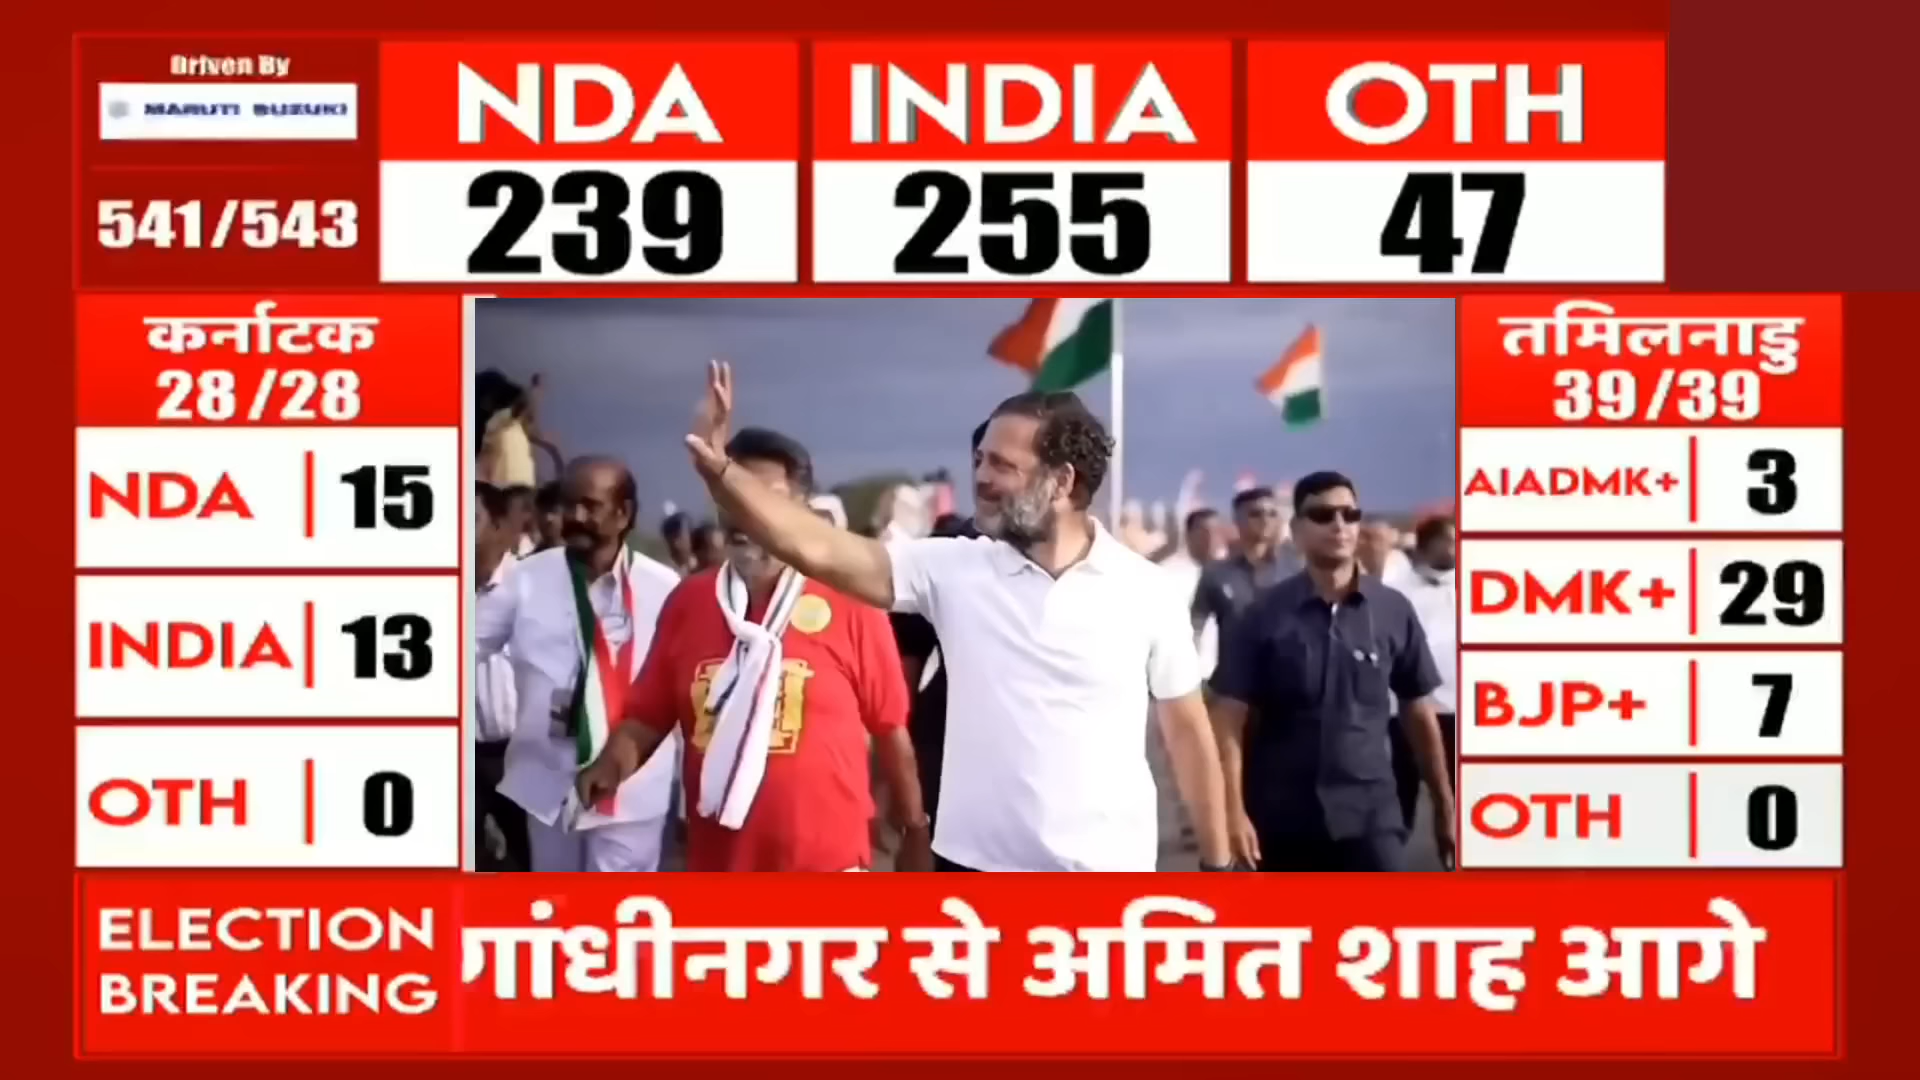 Driven By
MARUTI SUZUKI
541/543
NDA
239
INDIA
255
OTH
47
कर्नाटक
28/28
NDA 15
INDIA 13
OTH 0
तमिलनाडु
39/39
AIADMK+ 3
DMK+ 29
BJP+ 7
OTH 0
ELECTION
BREAKING
गांधीनगर से अमित शाह आगे